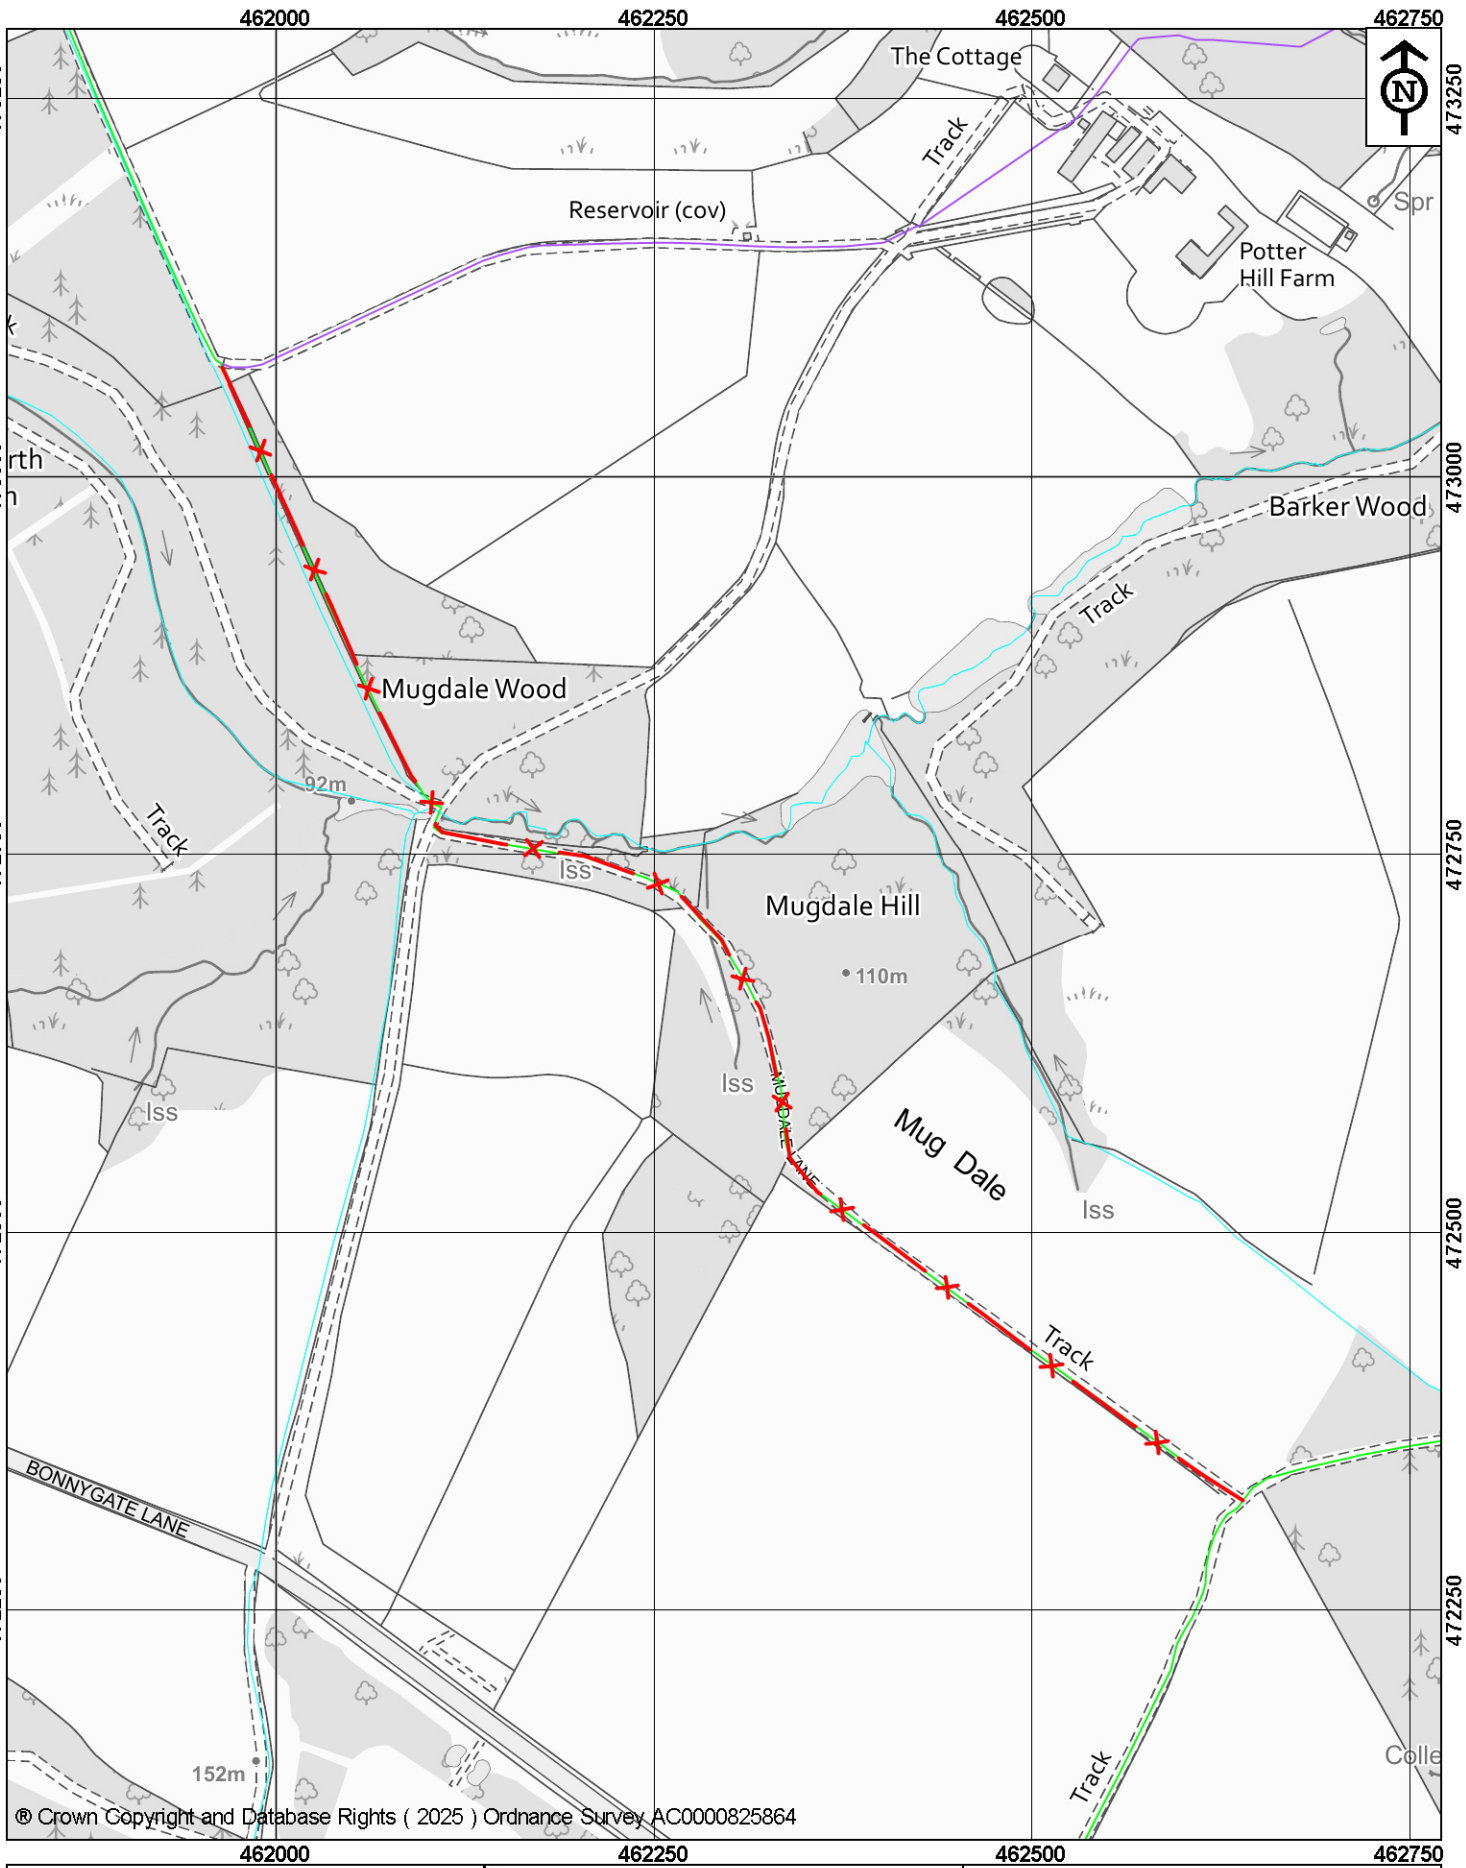 462000 462250 462500 462750
The Cottage
N
473250
Track
Spr
Reservoir (cov)
Potter
Hill Farm
rth
473000
Barker Wood
Track
Mugdale Wood
92m
Track
472750
Iss
Mugdale Hill
110m
Iss
MUGDALE LANE
Iss
Mug Dale
Iss
472500
Track
BONNYGATE LANE
472250
Colle
152m
Track
® Crown Copyright and Database Rights ( 2025 ) Ordnance Survey AC0000825864
462000 462250 462500 462750